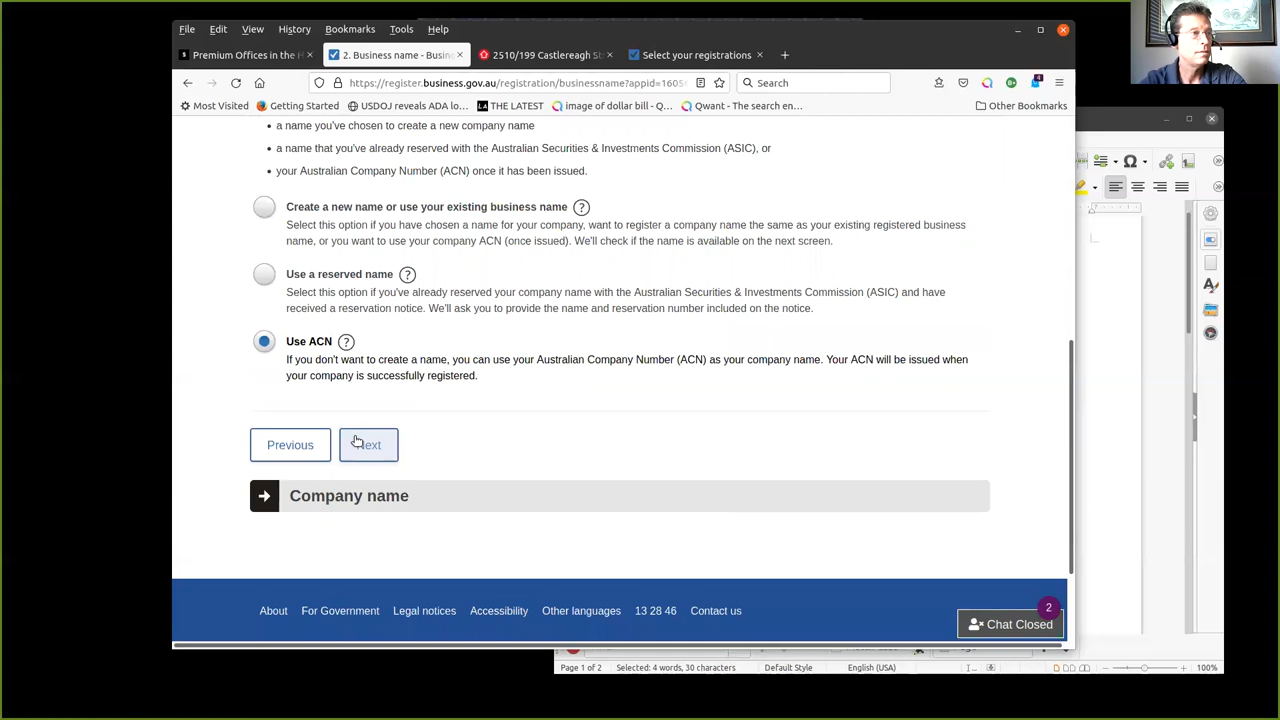 File Edit View History Bookmarks Tools Help
Premium Offices in the H
2. Business name - Busin
2510/199 Castlereagh St
Select your registrations
https://register.business.gov.au/registration/businessname?appid=1605
Search
Most Visited Getting Started USDOJ reveals ADA lo... THE LATEST image of dollar bill - Q... Qwant - The search en... Other Bookmarks
a name you've chosen to create a new company name
a name that you've already reserved with the Australian Securities & Investments Commission (ASIC), or
your Australian Company Number (ACN) once it has been issued.
Create a new name or use your existing business name ?
Select this option if you have chosen a name for your company, want to register a company name the same as your existing registered business
name, or you want to use your company ACN (once issued). We'll check if the name is available on the next screen.
Use a reserved name ?
Select this option if you've already reserved your company name with the Australian Securities & Investments Commission (ASIC) and have
received a reservation notice. We'll ask you to provide the name and reservation number included on the notice.
Use ACN ?
If you don't want to create a name, you can use your Australian Company Number (ACN) as your company name. Your ACN will be issued when
your company is successfully registered.
Previous Next
Company name
About For Government Legal notices Accessibility Other languages 13 28 46 Contact us
2
Chat Closed
Page 1 of 2 Selected: 4 words, 30 characters Default Style English (USA) 100%